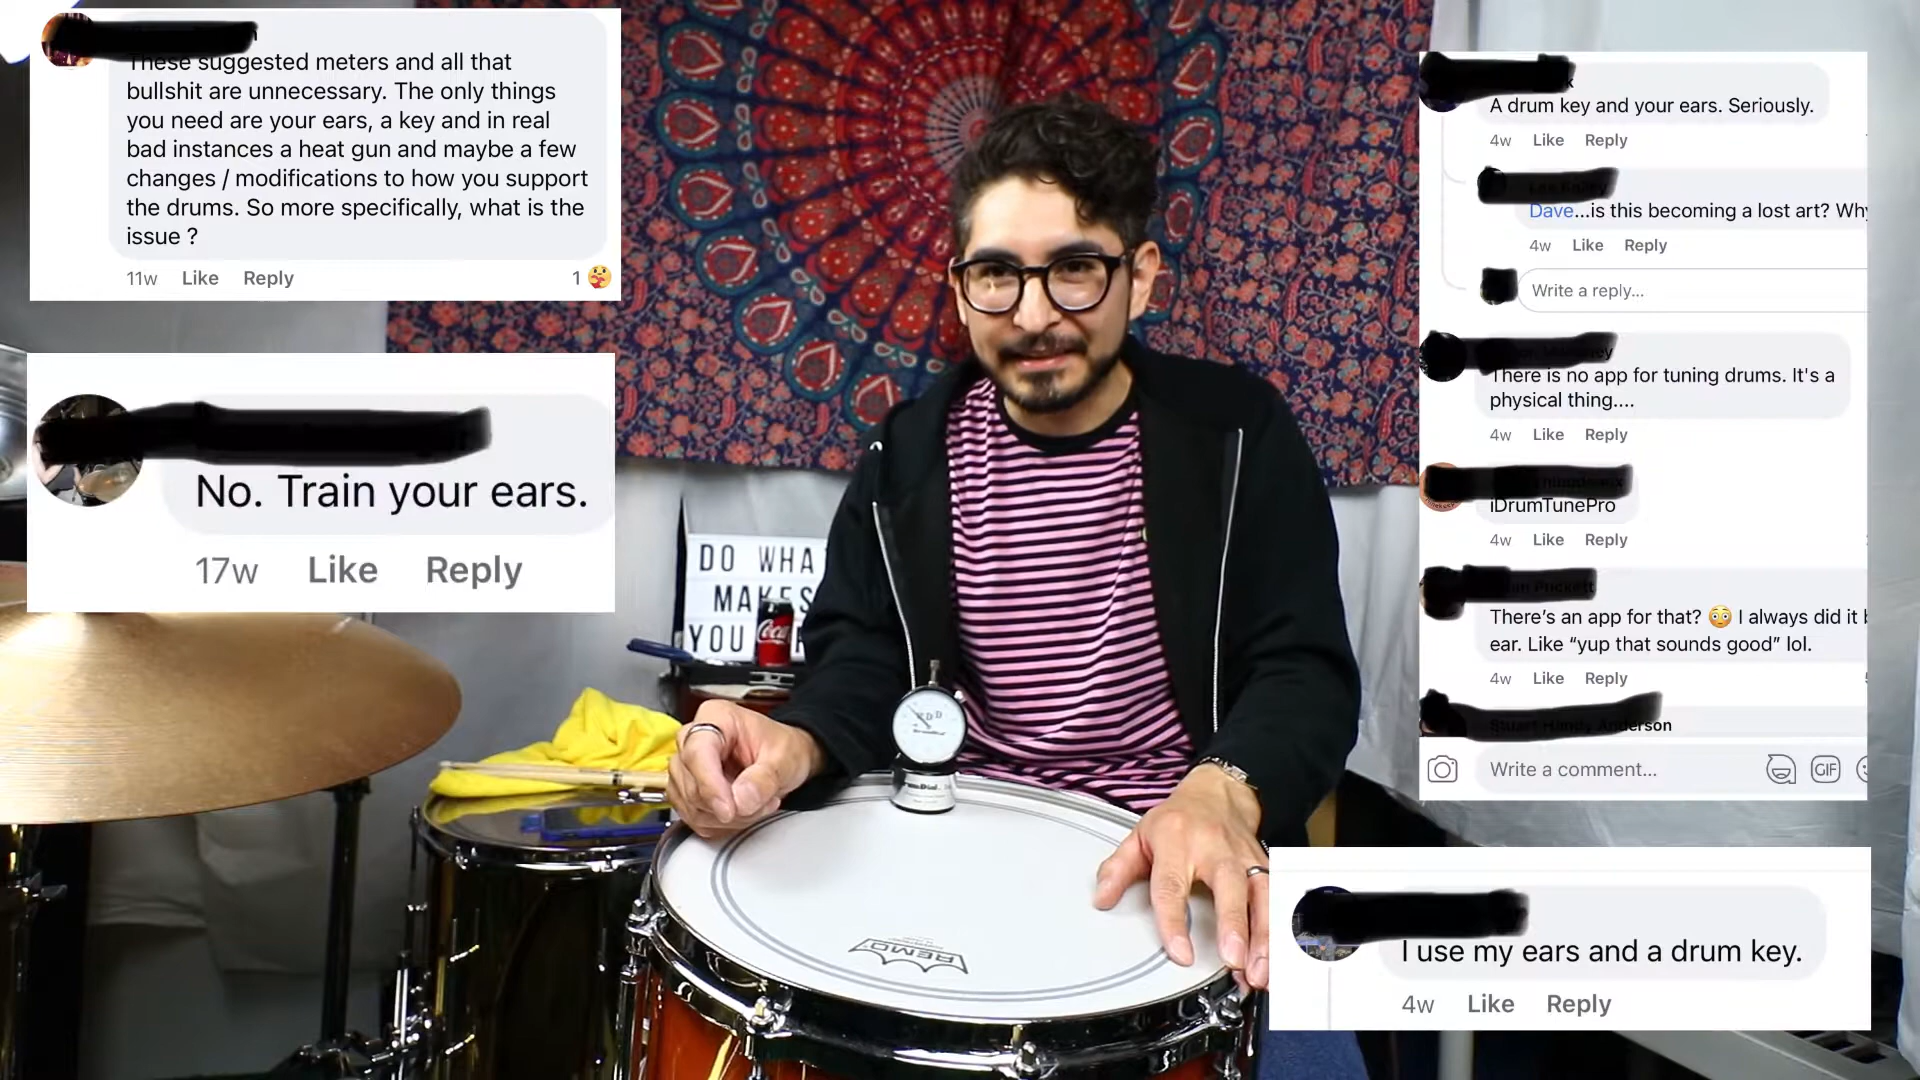 These suggested meters and all that
bullshit are unnecessary. The only things
you need are your ears, a key and in real
bad instances a heat gun and maybe a few
changes / modifications to how you support
the drums. So more specifically, what is the
issue ?
11w Like Reply 1
No. Train your ears.
17w Like Reply
DO WHA
MAKES
YOU
Coca
DrumDial
REMO
A drum key and your ears. Seriously.
4w Like Reply
Dave...is this becoming a lost art? Why
4w Like Reply
Write a reply...
There is no app for tuning drums. It's a
physical thing....
4w Like Reply
iDrumTunePro
4w Like Reply
There's an app for that? 😳 I always did it
ear. Like “yup that sounds good” lol.
4w Like Reply
Write a comment...
GIF
I use my ears and a drum key.
4w Like Reply